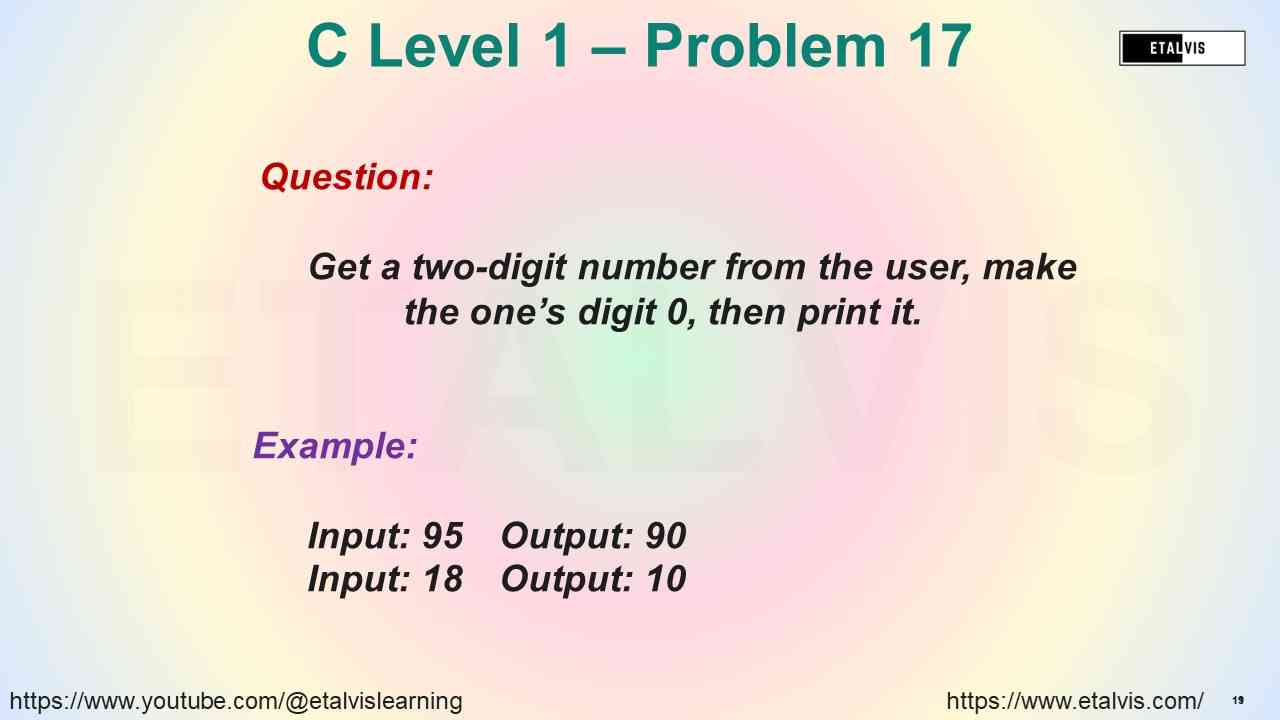 C Level 1 – Problem 17
ETALVIS
Question:
Get a two-digit number from the user, make
the one’s digit 0, then print it.
ETALVIS
Example:
Input: 95 Output: 90
Input: 18 Output: 10
https://www.youtube.com/@etalvislearning
https://www.etalvis.com/